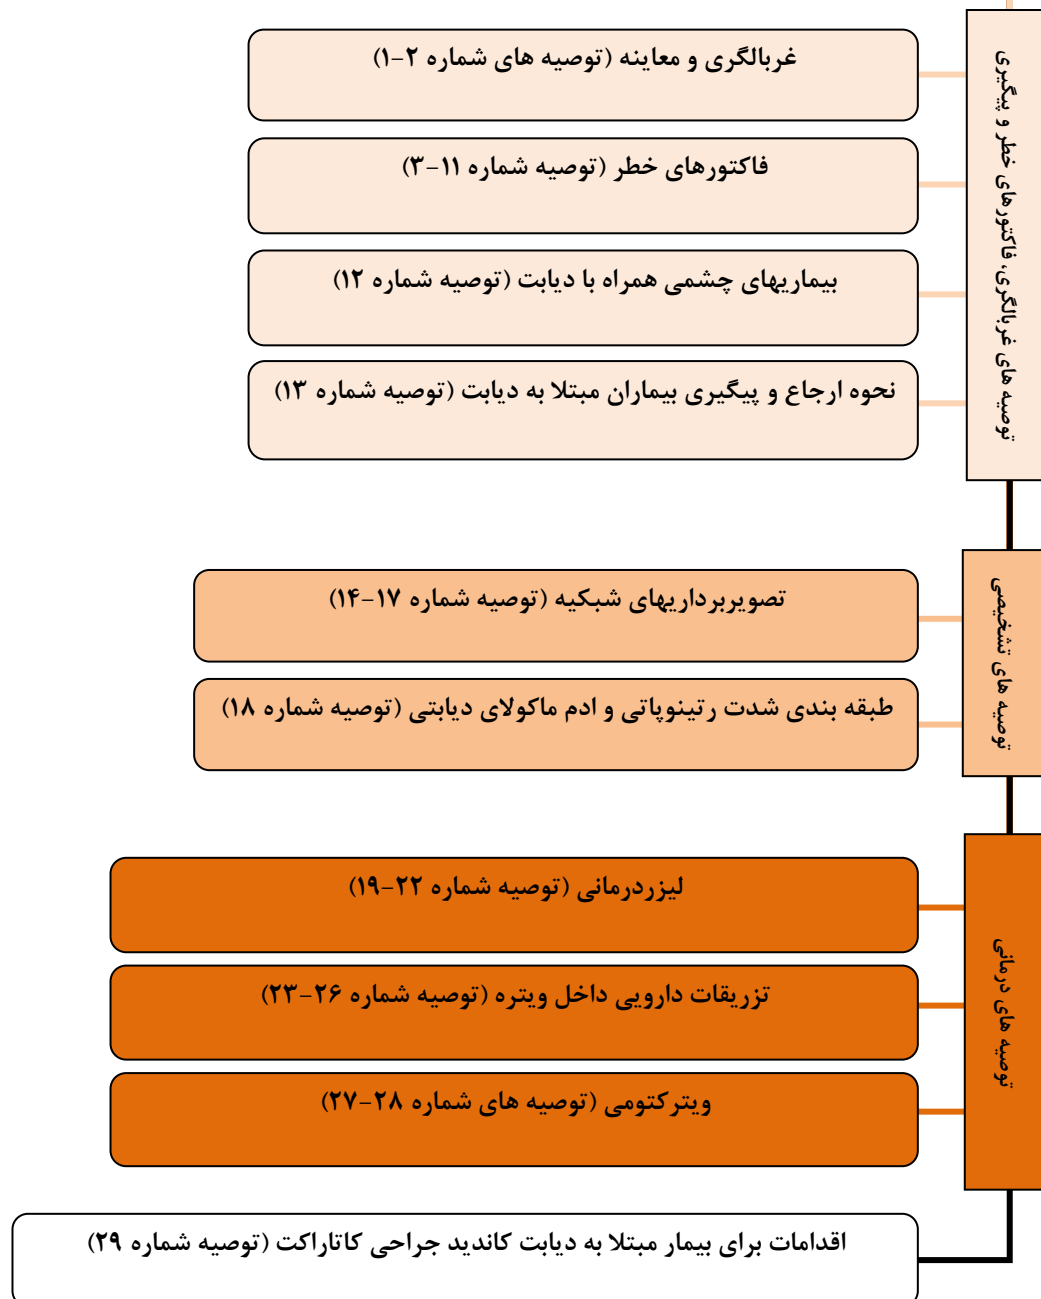 توصیه های غربالگری، فاکتورهای خطر و پیگیری
غربالگری و معاینه (توصیه های شماره ۲-۱)
فاکتورهای خطر (توصیه شماره ۱۱-۳)
بیماریهای چشمی همراه با دیابت (توصیه شماره ۱۲)
نحوه ارجاع و پیگیری بیماران مبتلا به دیابت (توصیه شماره ۱۳)
توصیه های تشخیصی
تصویربرداریهای شبکیه (توصیه شماره ۱۷-۱۴)
طبقه بندی شدت رتینوپاتی و ادم ماکولای دیابتی (توصیه شماره ۱۸)
توصیه های درمانی
لیزردرمانی (توصیه شماره ۲۲-۱۹)
تزریقات دارویی داخل ویتره (توصیه شماره ۲۶-۲۳)
ویترکتومی (توصیه های شماره ۲۸-۲۷)
اقدامات برای بیمار مبتلا به دیابت کاندید جراحی کاتاراکت (توصیه شماره ۲۹)